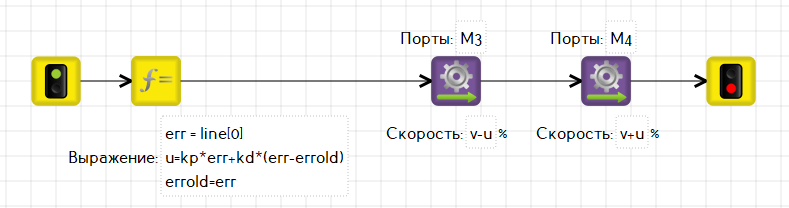 Порты: M3
Порты: M4
err = line[0]
Выражение: u=kp*err+kd*(err-errold)
errold=err
Скорость: v-u %
Скорость: v+u %